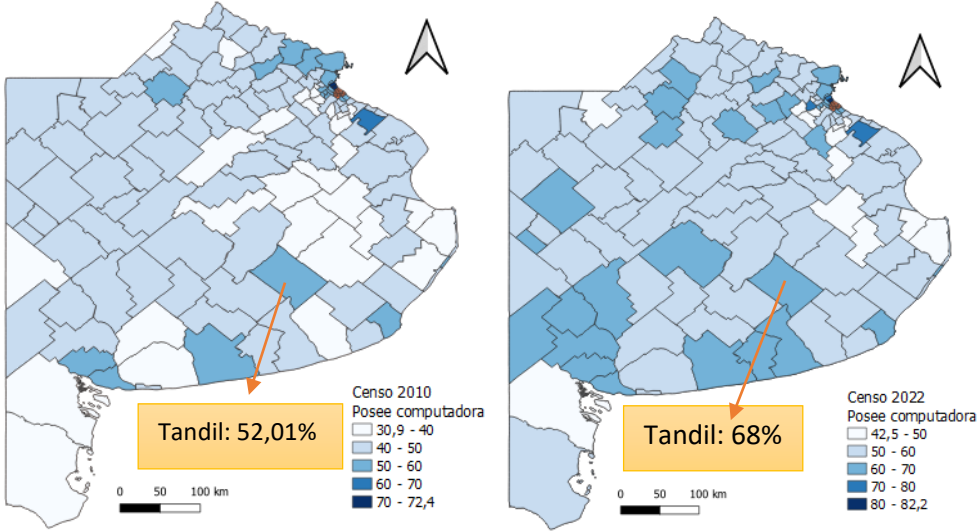 Tandil: 52,01%
Censo 2010
Posee computadora
30,9 - 40
40 - 50
50 - 60
60 - 70
70 - 72,4
0 50 100 km
Tandil: 68%
Censo 2022
Posee computadora
42,5 - 50
50 - 60
60 - 70
70 - 80
80 - 82,2
0 50 100 km